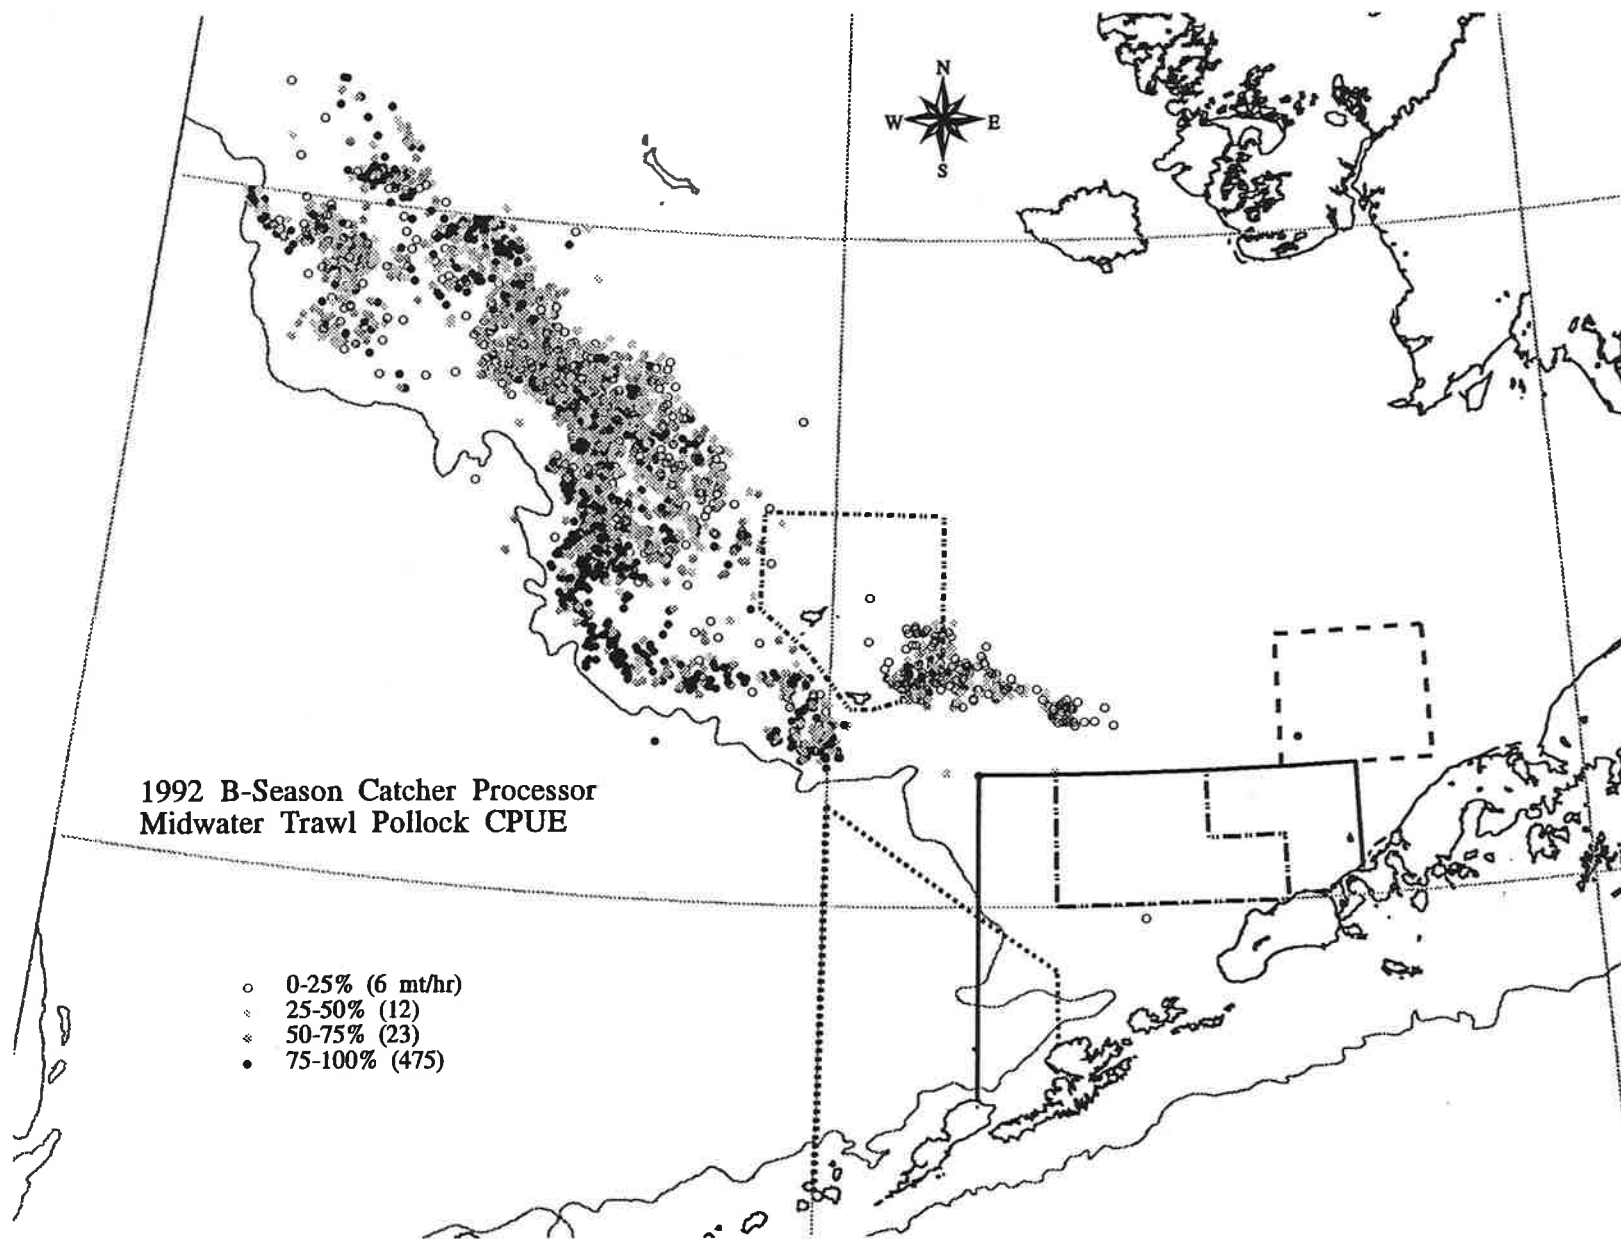 N
W E
S
1992 B-Season Catcher Processor
Midwater Trawl Pollock CPUE
0-25% (6 mt/hr)
25-50% (12)
50-75% (23)
75-100% (475)